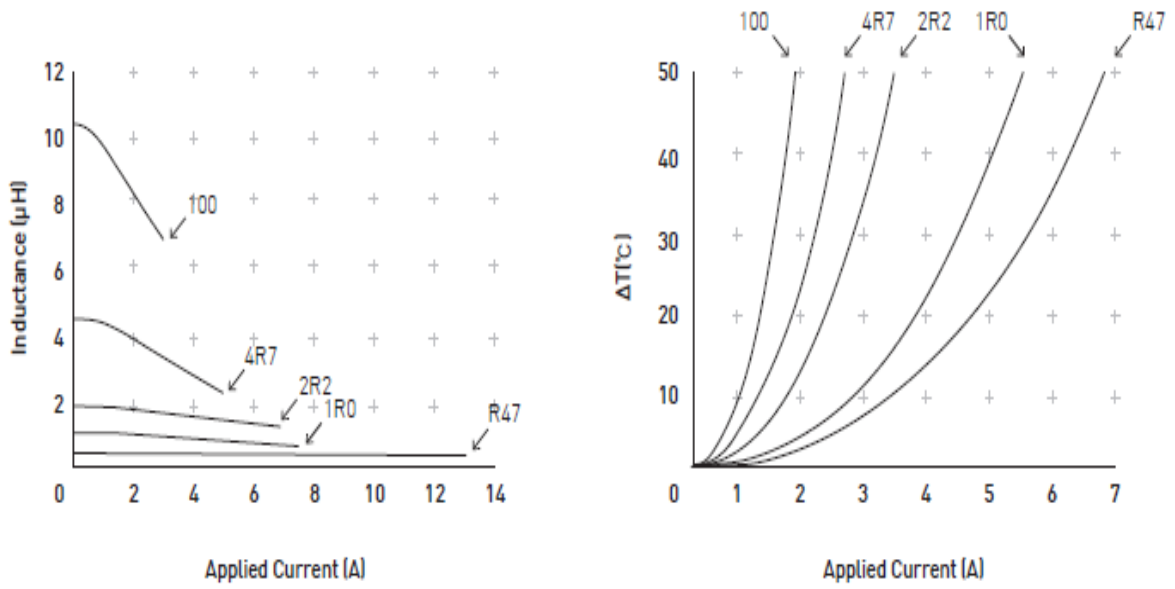 100 4R7 2R2 1R0 R47
12
10
8
6
4
2
0 2 4 6 8 10 12 14
Inductance (μH)
100
4R7
2R2
1R0
R47
Applied Current (A)
50
40
30
20
10
0 1 2 3 4 5 6 7
ΔT(℃)
Applied Current (A)